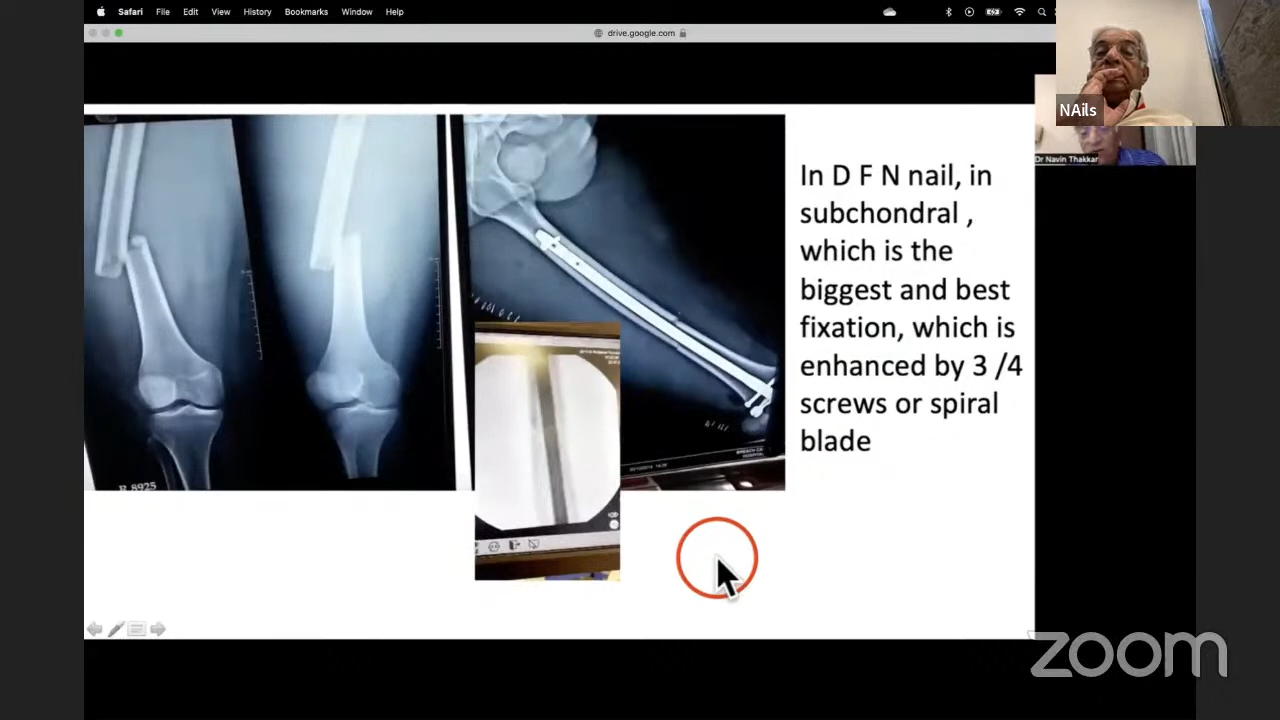 Safari File Edit View History Bookmarks Window Help
drive.google.com
NAils
Dr Navin Thakkar
In D F N nail, in
subchondral ,
which is the
biggest and best
fixation, which is
enhanced by 3 /4
screws or spiral
blade
R 8925
zoom